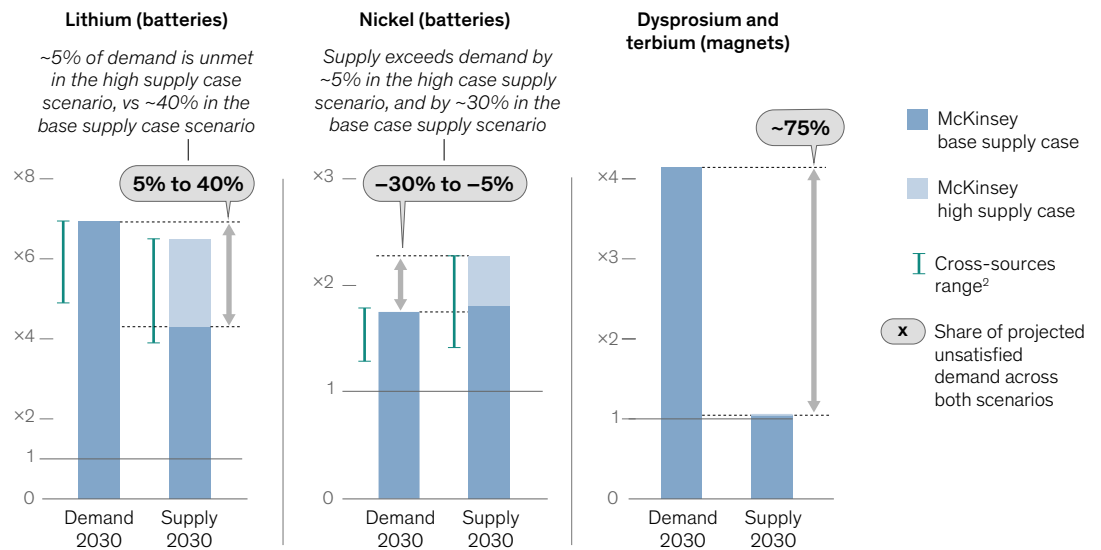 Lithium (batteries)
~5% of demand is unmet
in the high supply case
scenario, vs ~40% in the
base supply case scenario
5% to 40%
×8
×6
×4
×2
1
0
Demand
2030
Supply
2030
Nickel (batteries)
Supply exceeds demand by
~5% in the high case supply
scenario, and by ~30% in the
base case supply scenario
−30% to −5%
×3
×2
1
0
Demand
2030
Supply
2030
Dysprosium and
terbium (magnets)
~75%
×4
×3
×2
1
0
Demand
2030
Supply
2030
McKinsey
base supply case
McKinsey
high supply case
Cross-sources
range²
x
Share of projected
unsatisfied
demand across
both scenarios